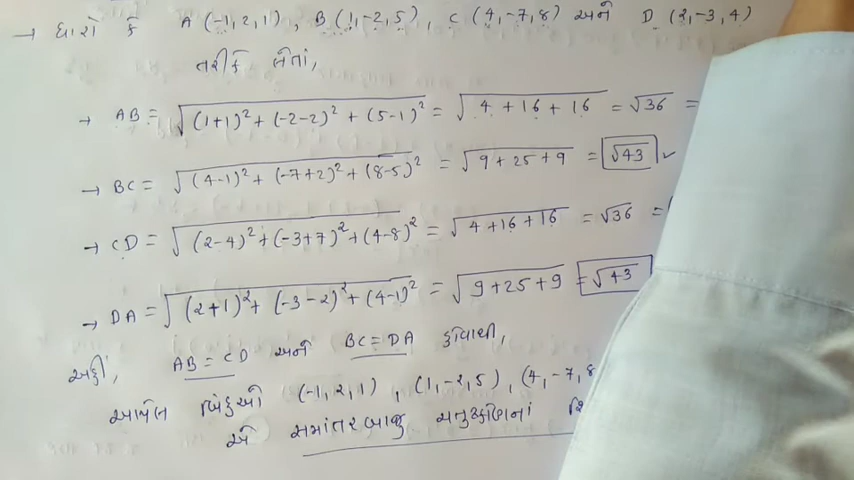 → ધારો કે A (-1,2,1), B(1,-2,5), C (4,-7,8) અને D (2,-3,4)
તરીકે લેતાં,
→ AB = √((1+1)² + (-2-2)² + (5-1)²) = √(4 + 16 + 16) = √36 =
→ BC = √((4-1)² + (-7+2)² + (8-5)²) = √(9+25+9) = √43 ✓
→ CD = √((2-4)² + (-3+7)² + (4-8)²) = √(4+16+16) = √36 =
→ DA = √((2+1)² + (-3-2)² + (4-1)²) = √(9+25+9) = √43
અહીં, AB = CD અને BC = DA હોવાથી,
આપેલ બિંદુઓ (-1,2,1), (1,-2,5), (4,-7,8
એ સમાંતરબાજુ ચતુષ્કોણનાં